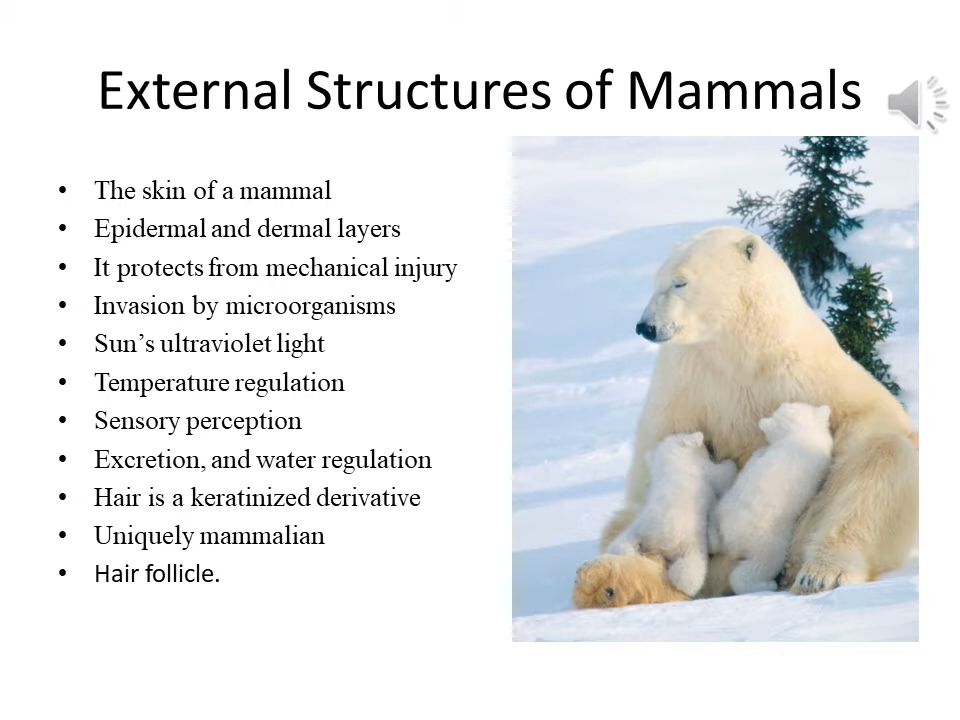 External Structures of Mammals
• The skin of a mammal
• Epidermal and dermal layers
• It protects from mechanical injury
• Invasion by microorganisms
• Sun’s ultraviolet light
• Temperature regulation
• Sensory perception
• Excretion, and water regulation
• Hair is a keratinized derivative
• Uniquely mammalian
• Hair follicle.